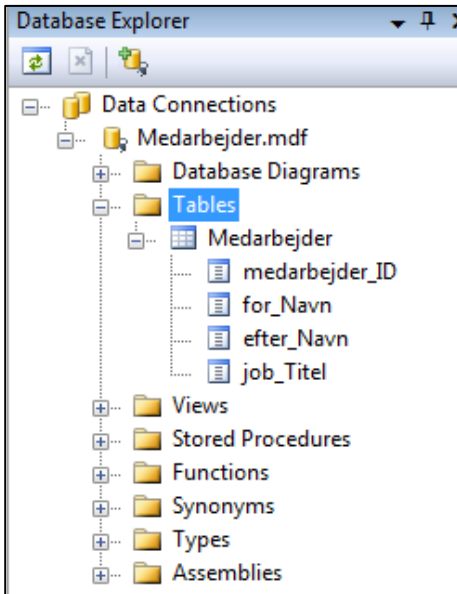 Database Explorer
Data Connections
Medarbejder.mdf
Database Diagrams
Tables
Medarbejder
medarbejder_ID
for_Navn
efter_Navn
job_Titel
Views
Stored Procedures
Functions
Synonyms
Types
Assemblies